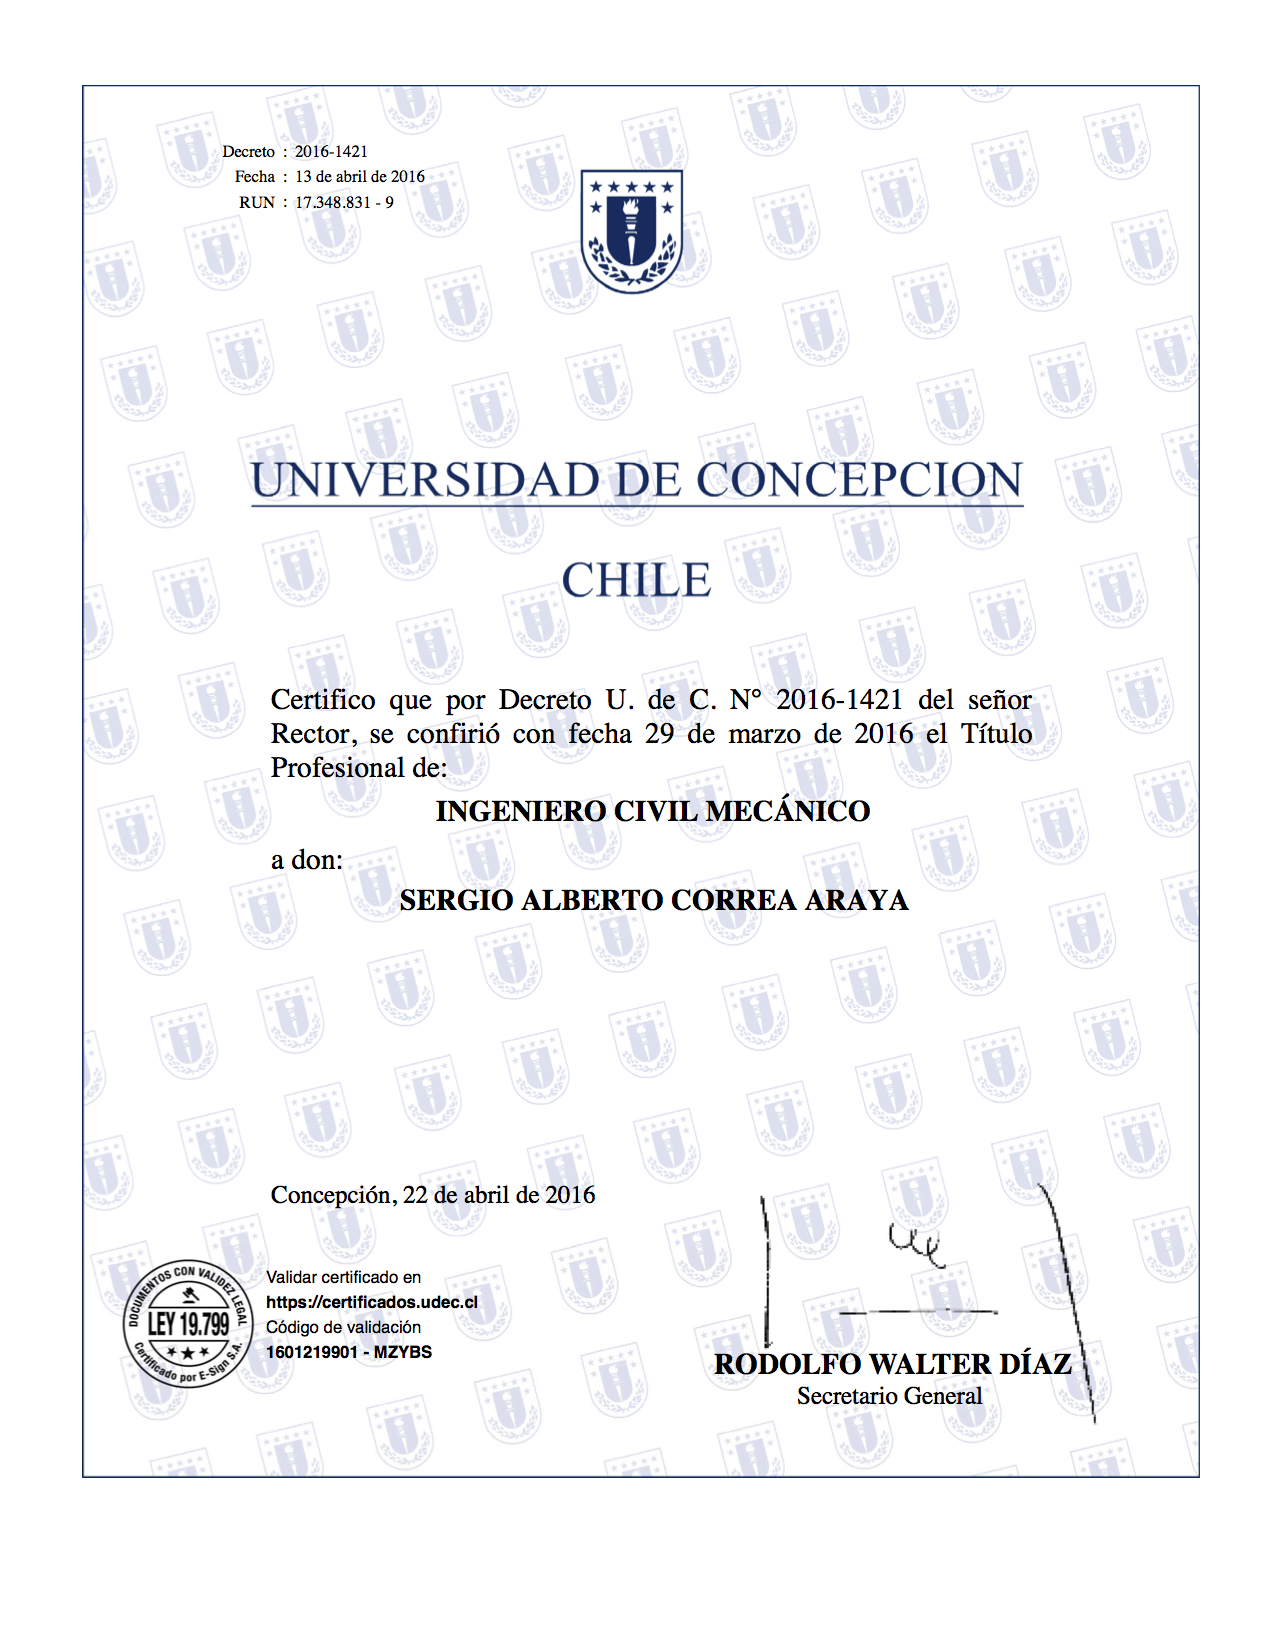 Decreto : 2016-1421
Fecha : 13 de abril de 2016
RUN : 17.348.831 - 9
UNIVERSIDAD DE CONCEPCION
CHILE
Certifico que por Decreto U. de C. N° 2016-1421 del señor
Rector, se confirió con fecha 29 de marzo de 2016 el Título
Profesional de:
INGENIERO CIVIL MECÁNICO
a don:
SERGIO ALBERTO CORREA ARAYA
Concepción, 22 de abril de 2016
DOCUMENTOS CON VALIDEZ LEGAL
LEY 19.799
Certificado por E-Sign S.A.
Validar certificado en
https://certificados.udec.cl
Código de validación
1601219901 - MZYBS
RODOLFO WALTER DÍAZ
Secretario General